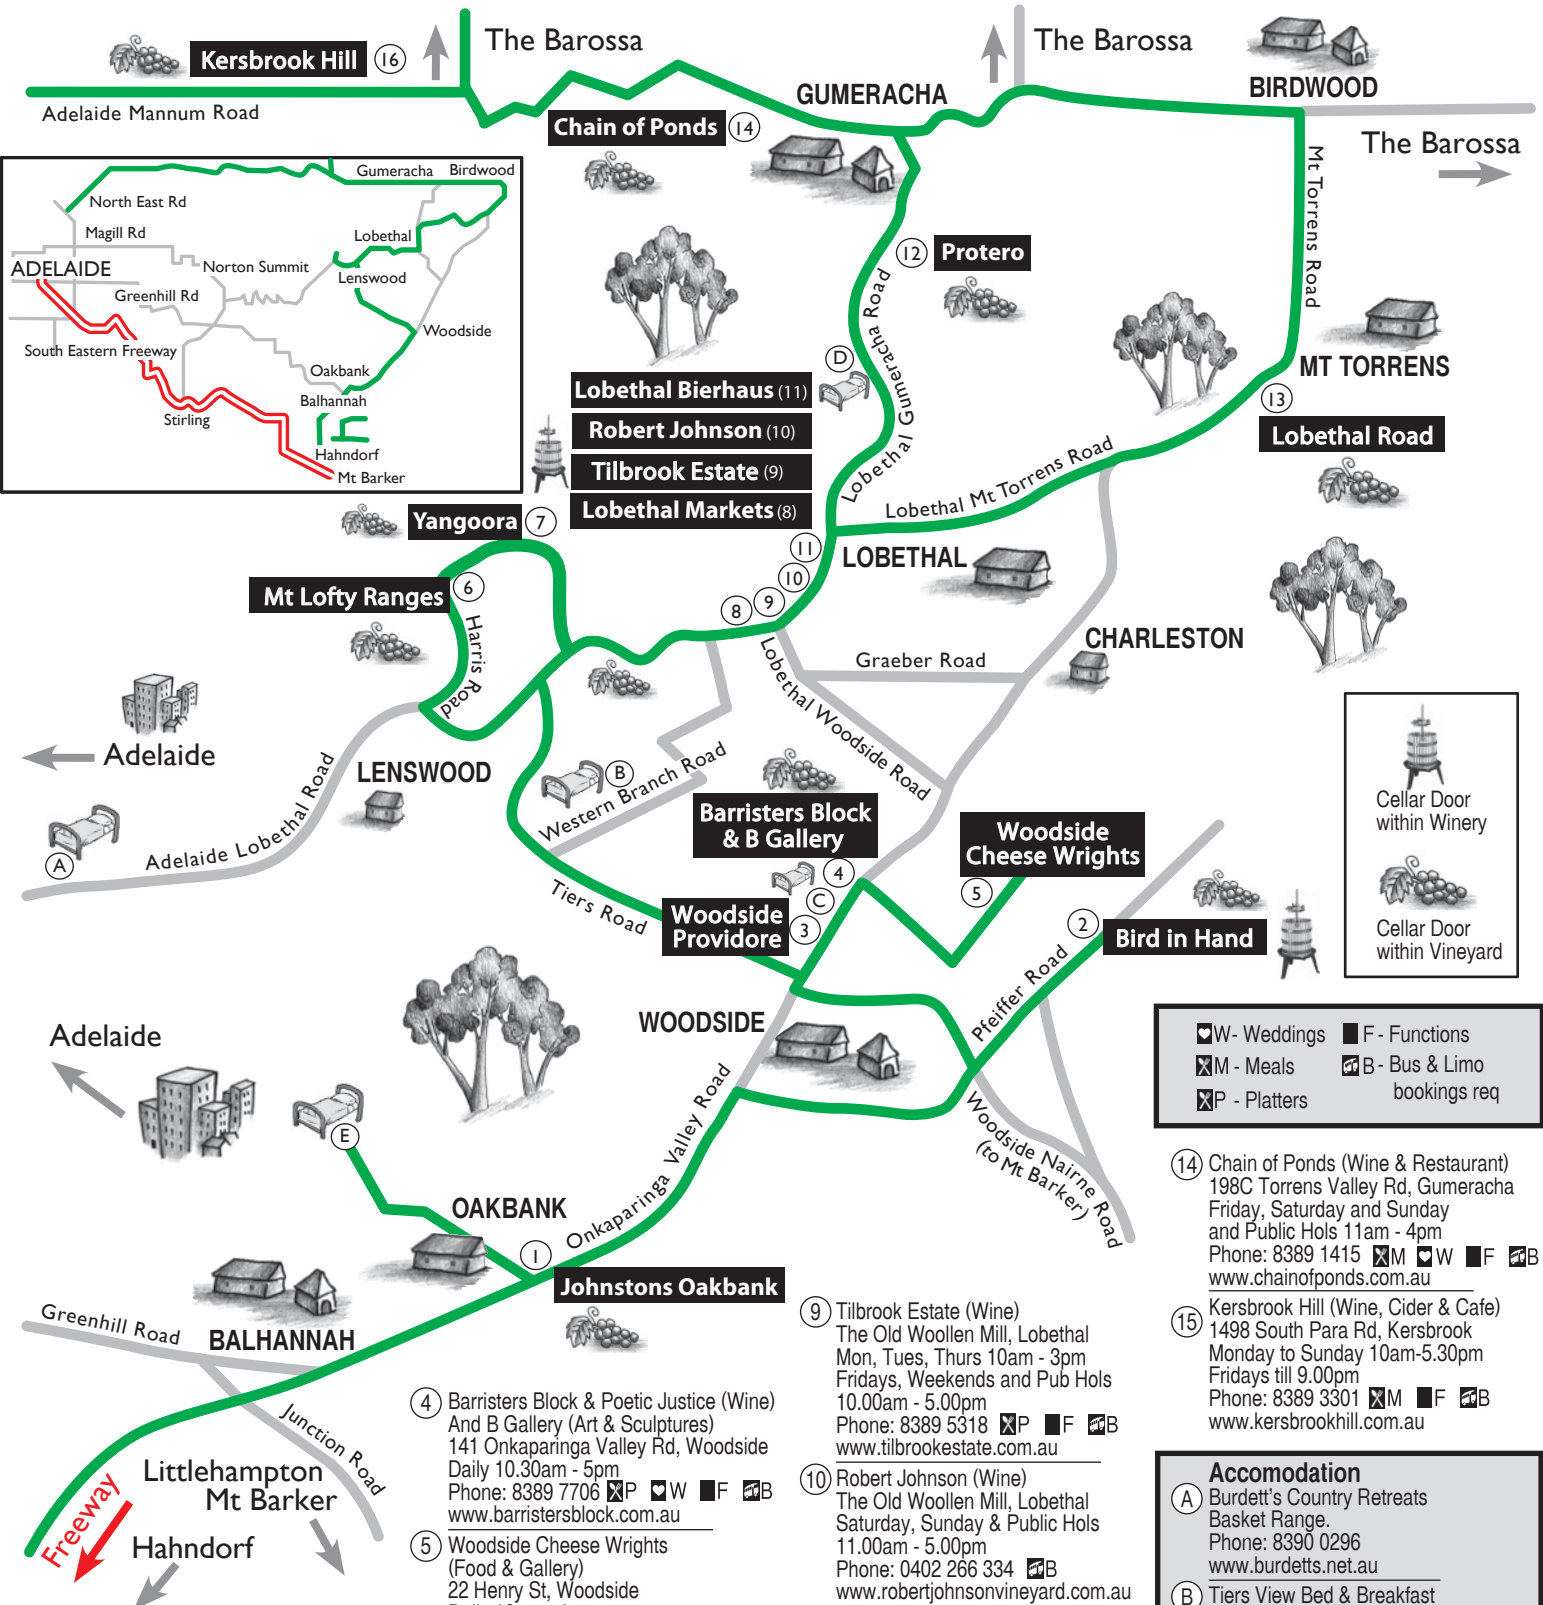 Kersbrook Hill 16
The Barossa
The Barossa
BIRDWOOD
Adelaide Mannum Road
GUMERACHA
Chain of Ponds 14
The Barossa
Mt Torrens Road
Gumeracha
Birdwood
North East Rd
Magill Rd
Lobethal
ADELAIDE
Norton Summit
Lenswood
Greenhill Rd
Woodside
South Eastern Freeway
Oakbank
Balhannah
Stirling
Hahndorf
Mt Barker
12 Protero
Lobethal Gumeracha Road
D
MT TORRENS
13
Lobethal Road
Lobethal Bierhaus (11)
Robert Johnson (10)
Tilbrook Estate (9)
Lobethal Markets (8)
Lobethal Mt Torrens Road
Yangoora 7
11
LOBETHAL
10
Mt Lofty Ranges 6
9
8
Harris Road
CHARLESTON
Graeber Road
Lobethal Woodside Road
Adelaide
LENSWOOD
Adelaide Lobethal Road
A
B
Western Branch Road
Barristers Block
& B Gallery
4
C
3
Woodside
Cheese Wrights
5
Tiers Road
Woodside
Providore
2
Bird in Hand
Pfeiffer Road
Cellar Door
within Winery
Cellar Door
within Vineyard
WOODSIDE
Adelaide
E
Onkaparinga Valley Road
Woodside Nairne Road
(to Mt Barker)
OAKBANK
1
Johnstons Oakbank
Greenhill Road
BALHANNAH
Junction Road
Littlehampton
Mt Barker
Freeway
Hahndorf
W- Weddings
F - Functions
M - Meals
B - Bus & Limo
bookings req
P - Platters
4 Barristers Block & Poetic Justice (Wine)
And B Gallery (Art & Sculptures)
141 Onkaparinga Valley Rd, Woodside
Daily 10.30am - 5pm
Phone: 8389 7706 P W F B
www.barristersblock.com.au
5 Woodside Cheese Wrights
(Food & Gallery)
22 Henry St, Woodside
9 Tilbrook Estate (Wine)
The Old Woollen Mill, Lobethal
Mon, Tues, Thurs 10am - 3pm
Fridays, Weekends and Pub Hols
10.00am - 5.00pm
Phone: 8389 5318 P F B
www.tilbrookestate.com.au
10 Robert Johnson (Wine)
The Old Woollen Mill, Lobethal
Saturday, Sunday & Public Hols
11.00am - 5.00pm
Phone: 0402 266 334 B
www.robertjohnsonvineyard.com.au
14 Chain of Ponds (Wine & Restaurant)
198C Torrens Valley Rd, Gumeracha
Friday, Saturday and Sunday
and Public Hols 11am - 4pm
Phone: 8389 1415 M W F B
www.chainofponds.com.au
15 Kersbrook Hill (Wine, Cider & Cafe)
1498 South Para Rd, Kersbrook
Monday to Sunday 10am-5.30pm
Fridays till 9.00pm
Phone: 8389 3301 M F B
www.kersbrookhill.com.au
Accomodation
A Burdett's Country Retreats
Basket Range.
Phone: 8390 0296
www.burdetts.net.au
B Tiers View Bed & Breakfast